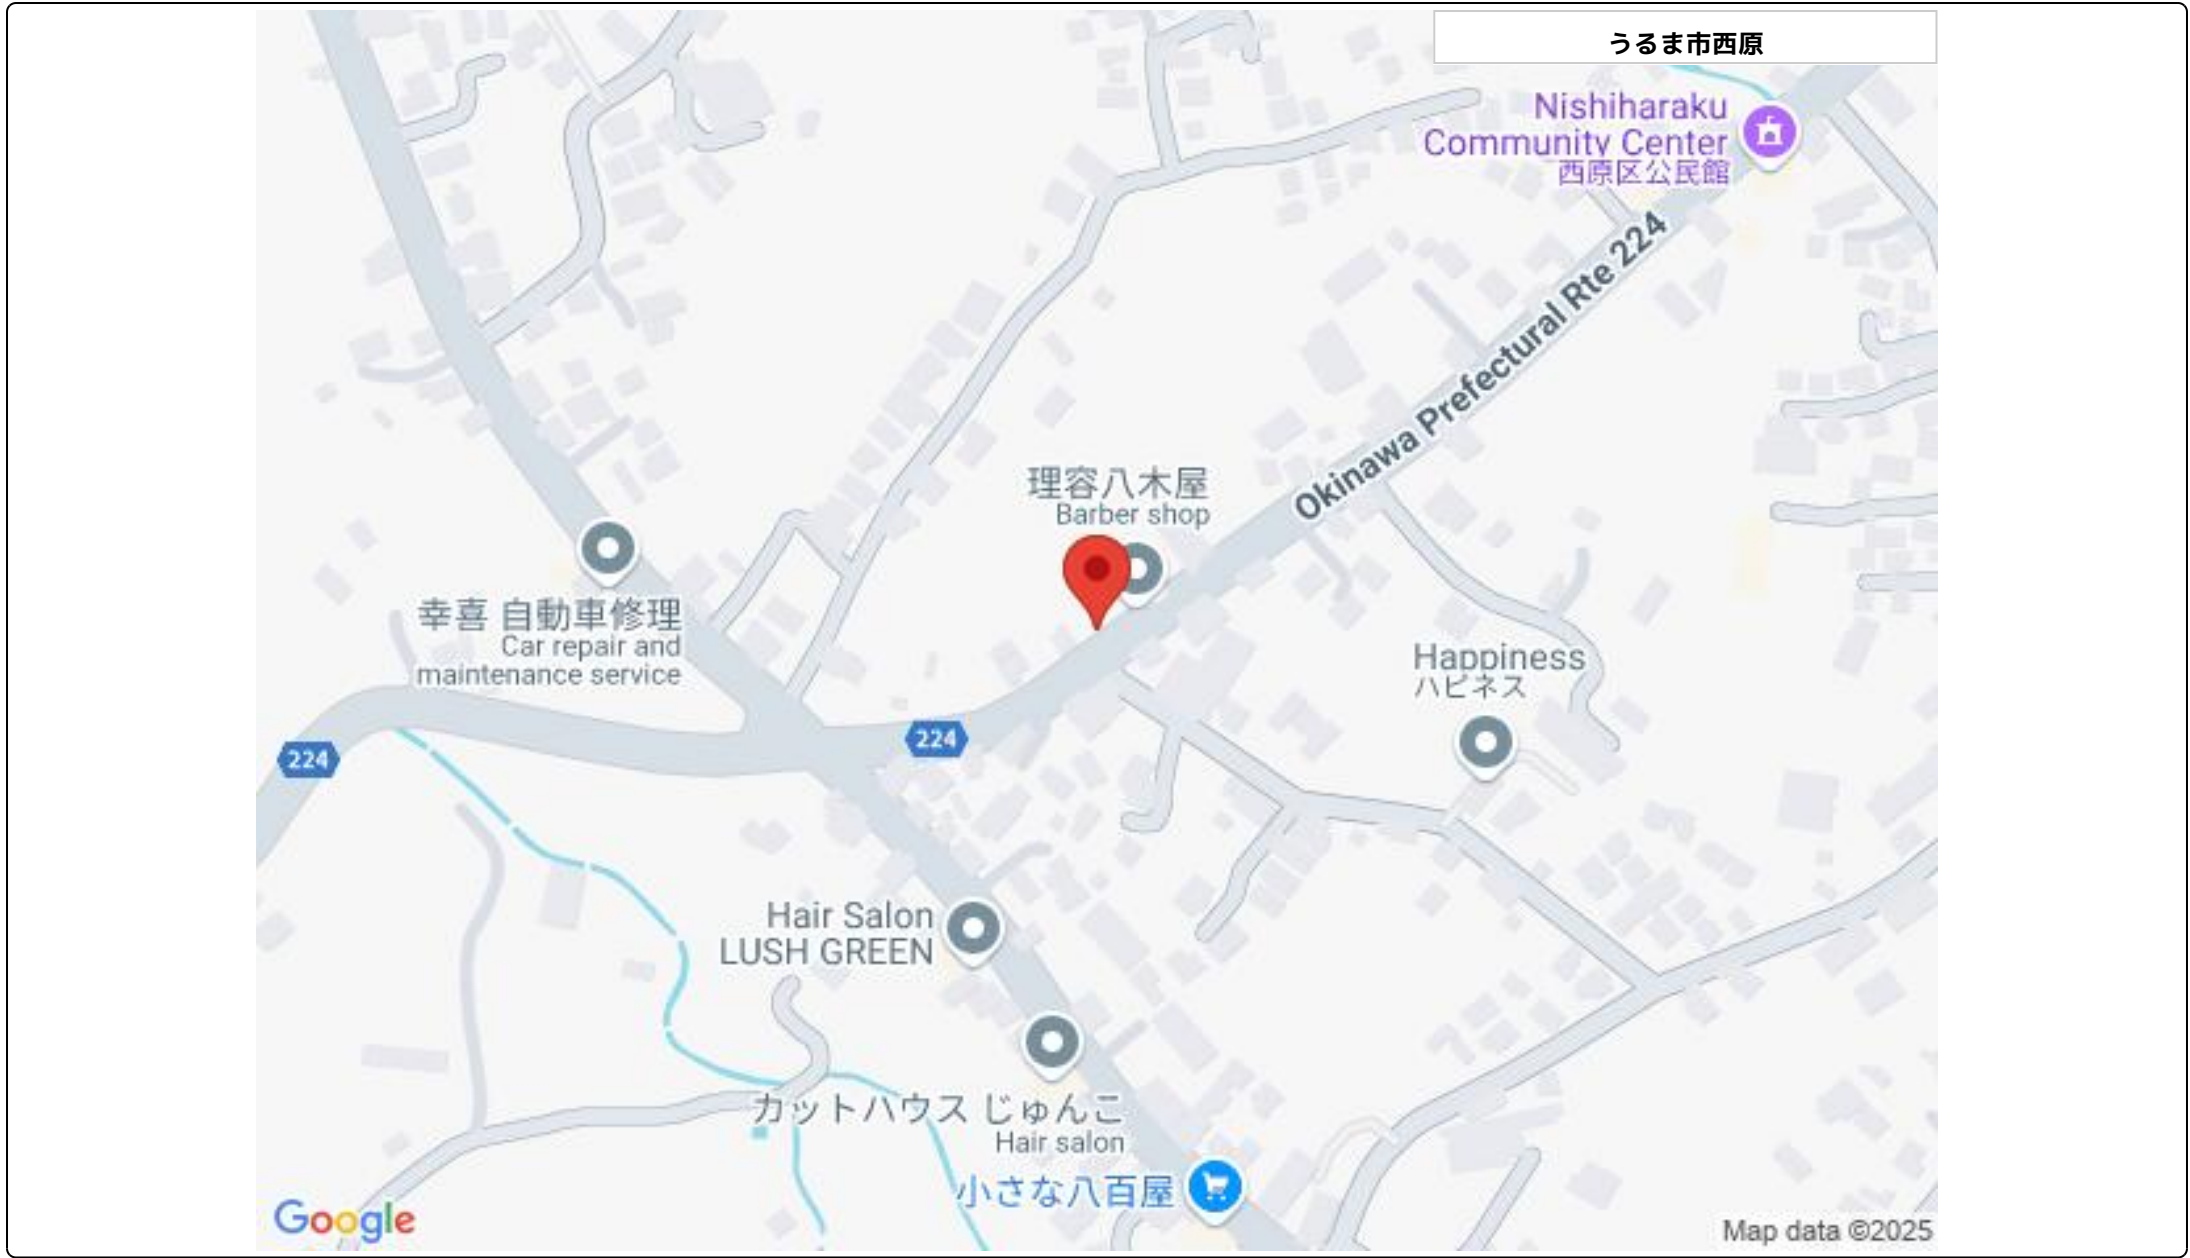 うるま市西原
Nishiharaku
Community Center
西原区公民館
Okinawa Prefectural Rte 224
理容八木屋
Barber shop
幸喜 自動車修理
Car repair and
maintenance service
Happiness
ハピネス
224
224
Hair Salon
LUSH GREEN
カットハウス じゅんこ
Hair salon
小さな八百屋
Google
Map data ©2025